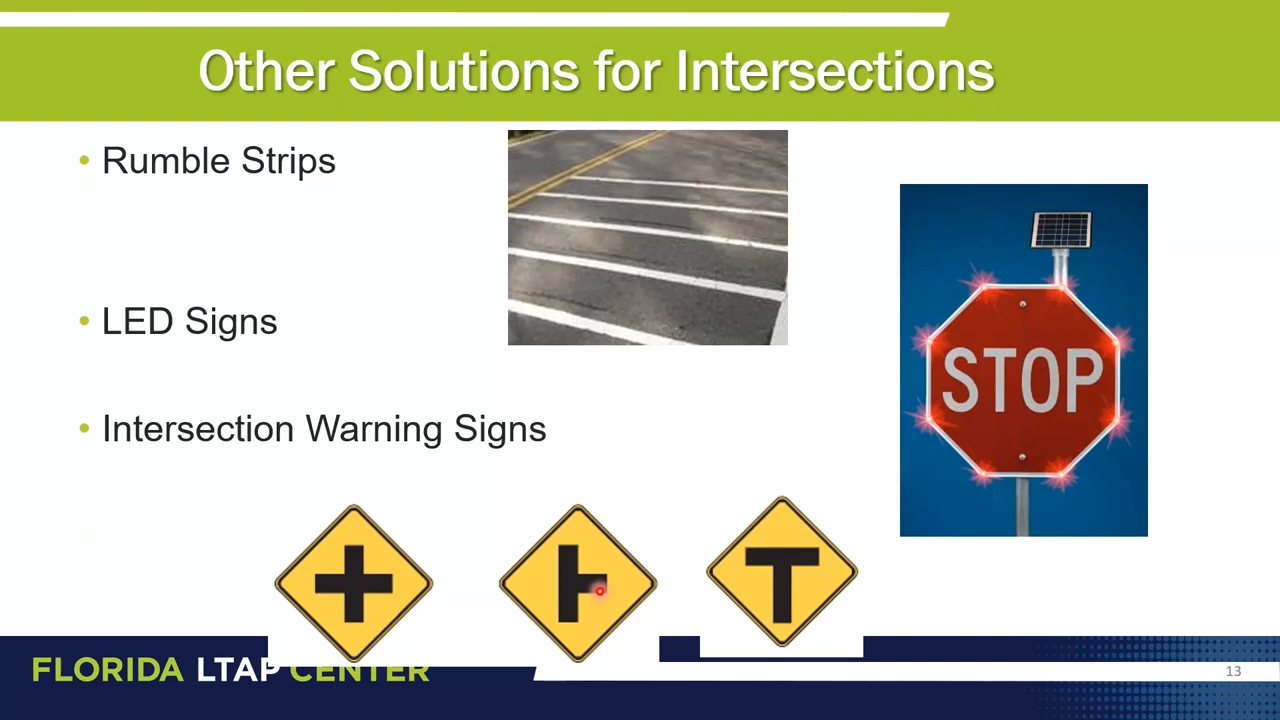 Other Solutions for Intersections
• Rumble Strips
• LED Signs
• Intersection Warning Signs
STOP
FLORIDA LTAP CENTER
13